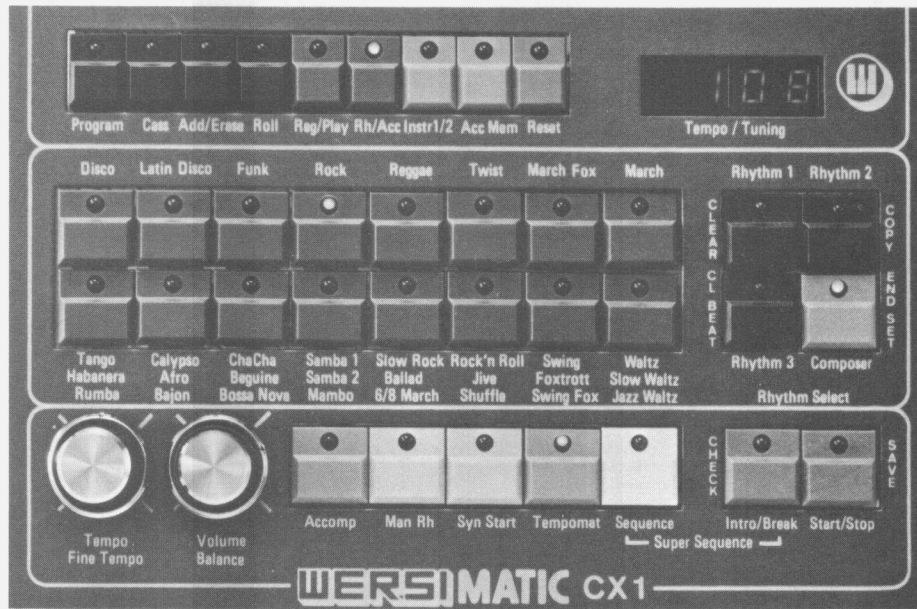 108
Program Cass Add/Erase Roll Reg/Play Rh/Acc Instr1/2 Acc Mem Reset
Tempo / Tuning
Disco Latin Disco Funk Rock Reggae Twist March Fox March
Rhythm 1 Rhythm 2
CLEAR
COPY
CL BEAT
END SET
Tango Calypso ChaCha Samba 1 Slow Rock Rock'n Roll Swing Waltz
Habanera Afro Beguine Samba 2 Ballad Jive Foxtrott Slow Waltz
Rumba Bajon Bossa Nova Mambo 6/8 March Shuffle Swing Fox Jazz Waltz
Rhythm 3 Composer
Rhythm Select
CHECK
SAVE
Accomp Man Rh Syn Start Tempomat Sequence Intro/Break Start/Stop
Super Sequence
Tempo Volume
Fine Tempo Balance
WERSIMATIC CX1